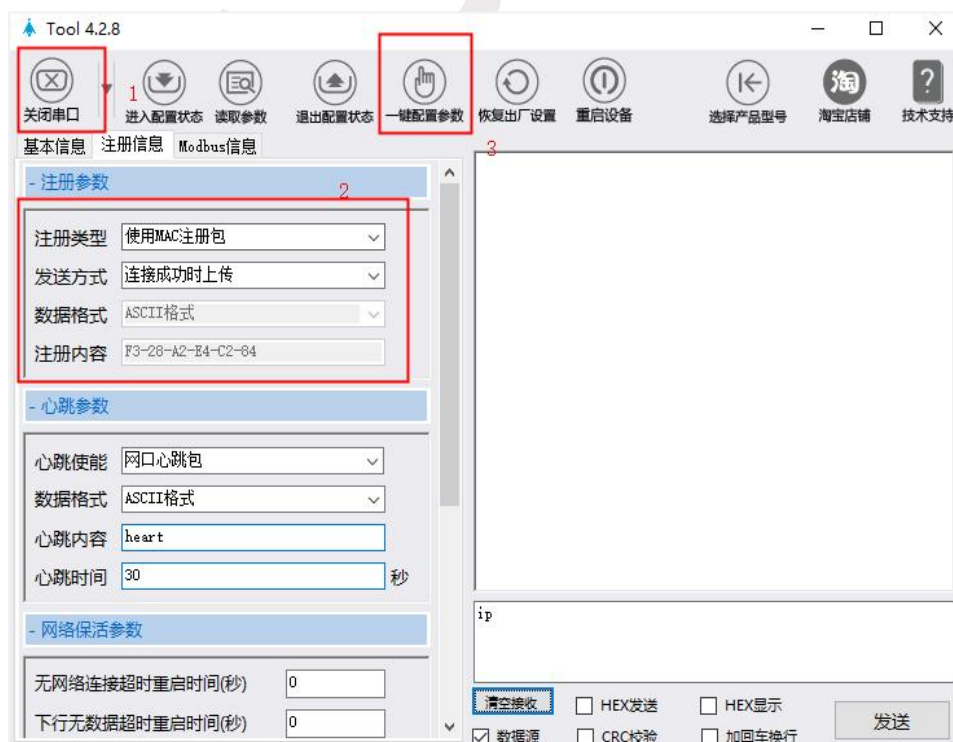 Tool 4.2.8
关闭串口
1
进入配置状态
读取参数
退出配置状态
一键配置参数
恢复出厂设置
重启设备
选择产品型号
淘
淘宝店铺
?
技术支持
基本信息
注册信息
Modbus信息
3
- 注册参数
2
注册类型 使用MAC注册包
发送方式 连接成功时上传
数据格式 ASCII格式
注册内容 F3-28-A2-E4-C2-84
- 心跳参数
心跳使能 网口心跳包
数据格式 ASCII格式
心跳内容 heart
心跳时间 30 秒
- 网络保活参数
无网络连接超时重启时间(秒) 0
下行无数据超时重启时间(秒) 0
ip
清空接收
HEX发送
HEX显示
发送
数据源
CRC校验
加回车换行